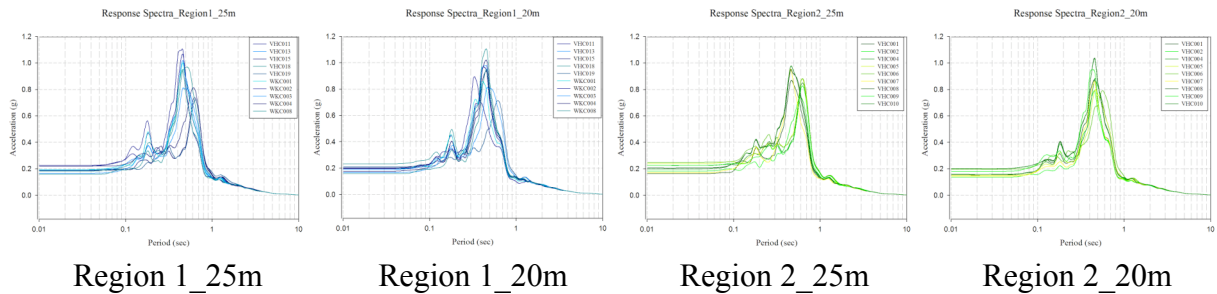 Response Spectra_Region1_25m
1.2
1.0
0.8
0.6
0.4
0.2
0.0
Acceleration (g)
0.01
0.1
1
10
Period (sec)
VHC011
VHC013
VHC015
VHC018
VHC019
WKC001
WKC002
WKC003
WKC004
WKC008
Region 1_25m
Response Spectra_Region1_20m
1.2
1.0
0.8
0.6
0.4
0.2
0.0
Acceleration (g)
0.01
0.1
1
10
Period (sec)
VHC011
VHC013
VHC015
VHC018
VHC019
WKC001
WKC002
WKC003
WKC004
WKC008
Region 1_20m
Response Spectra_Region2_25m
1.2
1.0
0.8
0.6
0.4
0.2
0.0
Acceleration (g)
0.01
0.1
1
10
Period (sec)
VHC001
VHC002
VHC004
VHC005
VHC006
VHC007
VHC008
VHC009
VHC010
Region 2_25m
Response Spectra_Region2_20m
1.2
1.0
0.8
0.6
0.4
0.2
0.0
Acceleration (g)
0.01
0.1
1
10
Period (sec)
VHC001
VHC002
VHC004
VHC005
VHC006
VHC007
VHC008
VHC009
VHC010
Region 2_20m